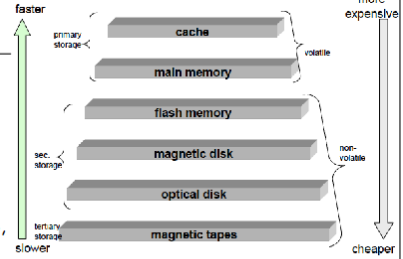 faster
more
expensive
primary
storage
cache
volatile
main memory
flash memory
sec.
storage
magnetic disk
non-
volatile
optical disk
tertiary
storage
magnetic tapes
slower
cheaper